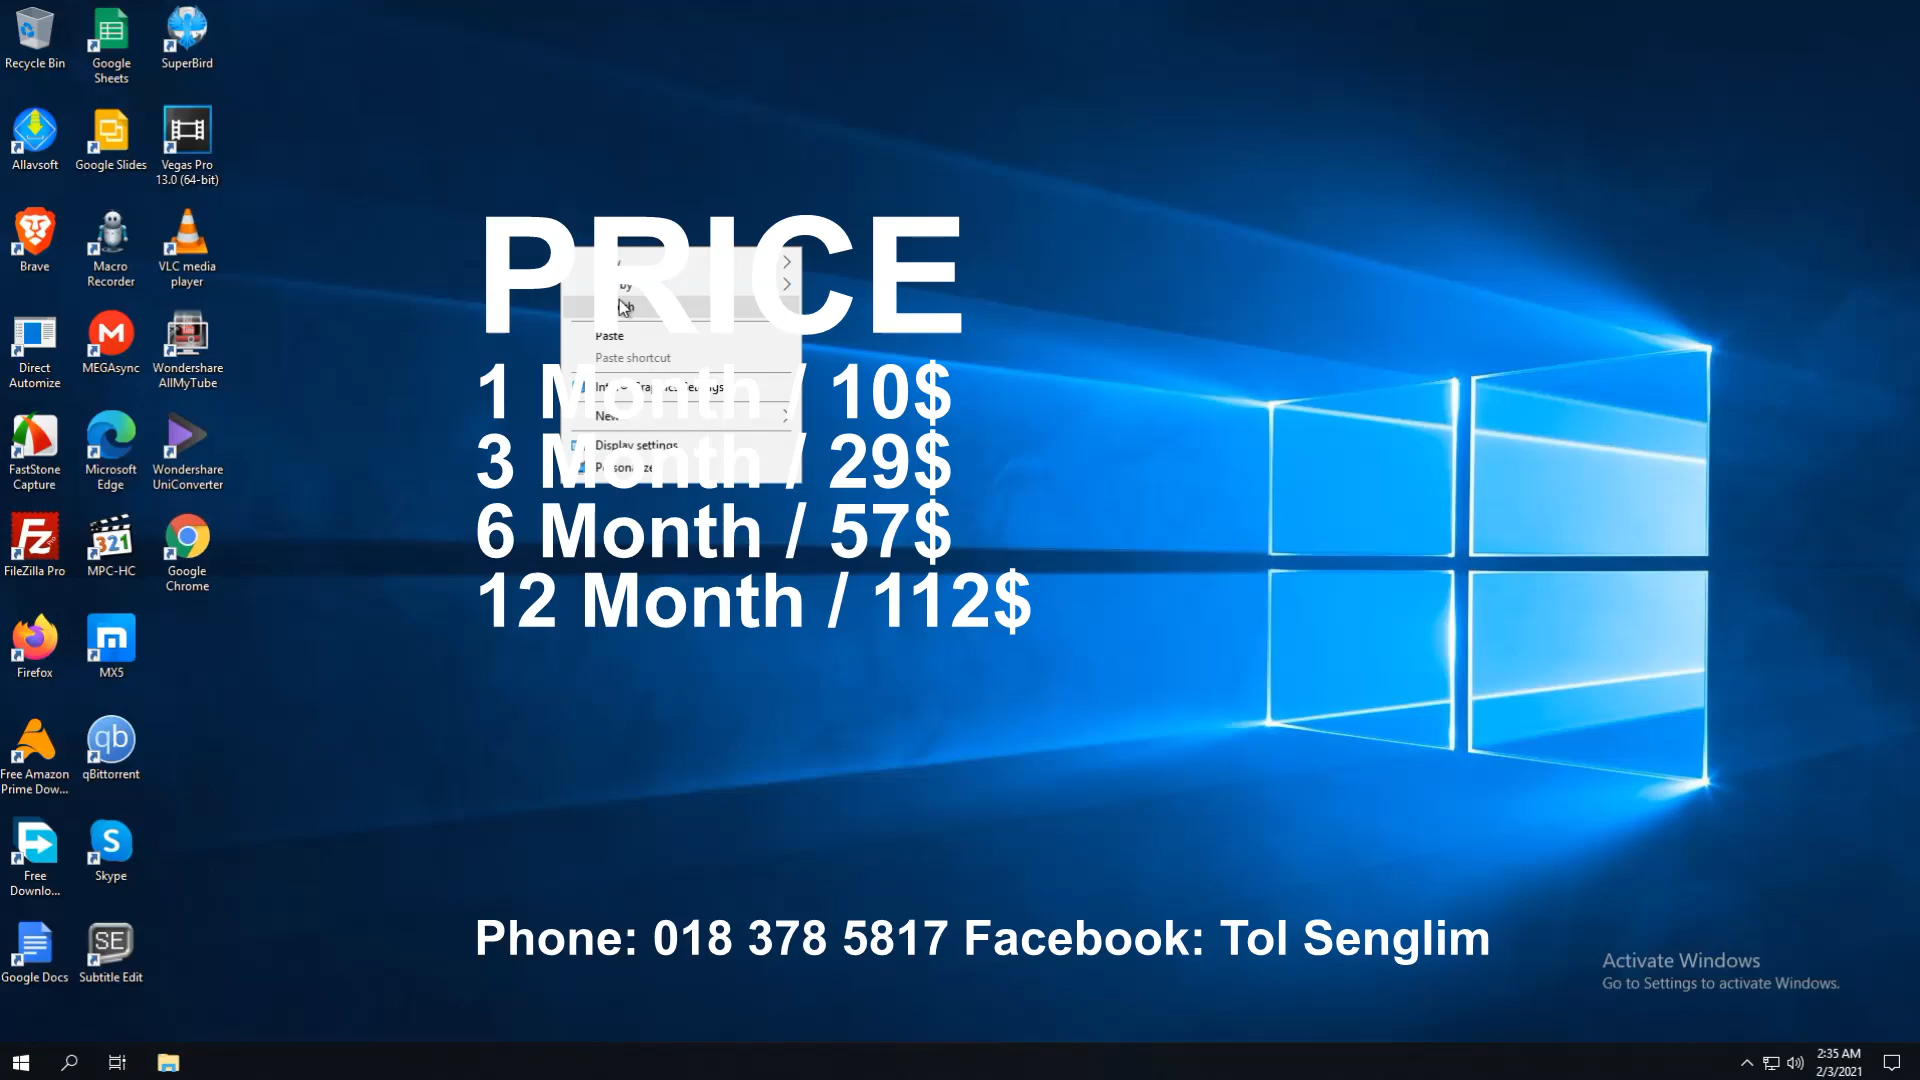 Recycle Bin
Google
Sheets
SuperBird
Allavsoft
Google Slides
Vegas Pro
13.0 (64-bit)
Brave
Macro
Recorder
VLC media
player
Direct
Automize
MEGAsync
Wondershare
AllMyTube
FastStone
Capture
Microsoft
Edge
Wondershare
UniConverter
FileZilla Pro
MPC-HC
Google
Chrome
Firefox
MX5
Free Amazon
Prime Dow...
qBittorrent
Free
Downlo...
Skype
Google Docs
Subtitle Edit
PRICE
Paste
Paste shortcut
1 Month / 10$
3 Month / 29$
6 Month / 57$
12 Month / 112$
Display settings
Phone: 018 378 5817 Facebook: Tol Senglim
Activate Windows
Go to Settings to activate Windows.
2:35 AM
2/3/2021